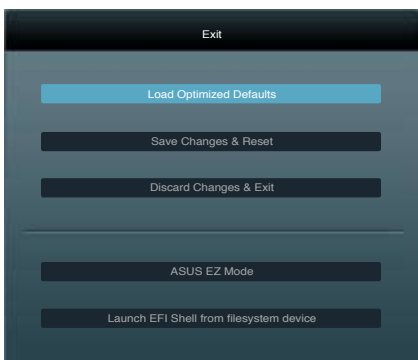 Exit
Load Optimized Defaults
Save Changes & Reset
Discard Changes & Exit
ASUS EZ Mode
Launch EFI Shell from filesystem device